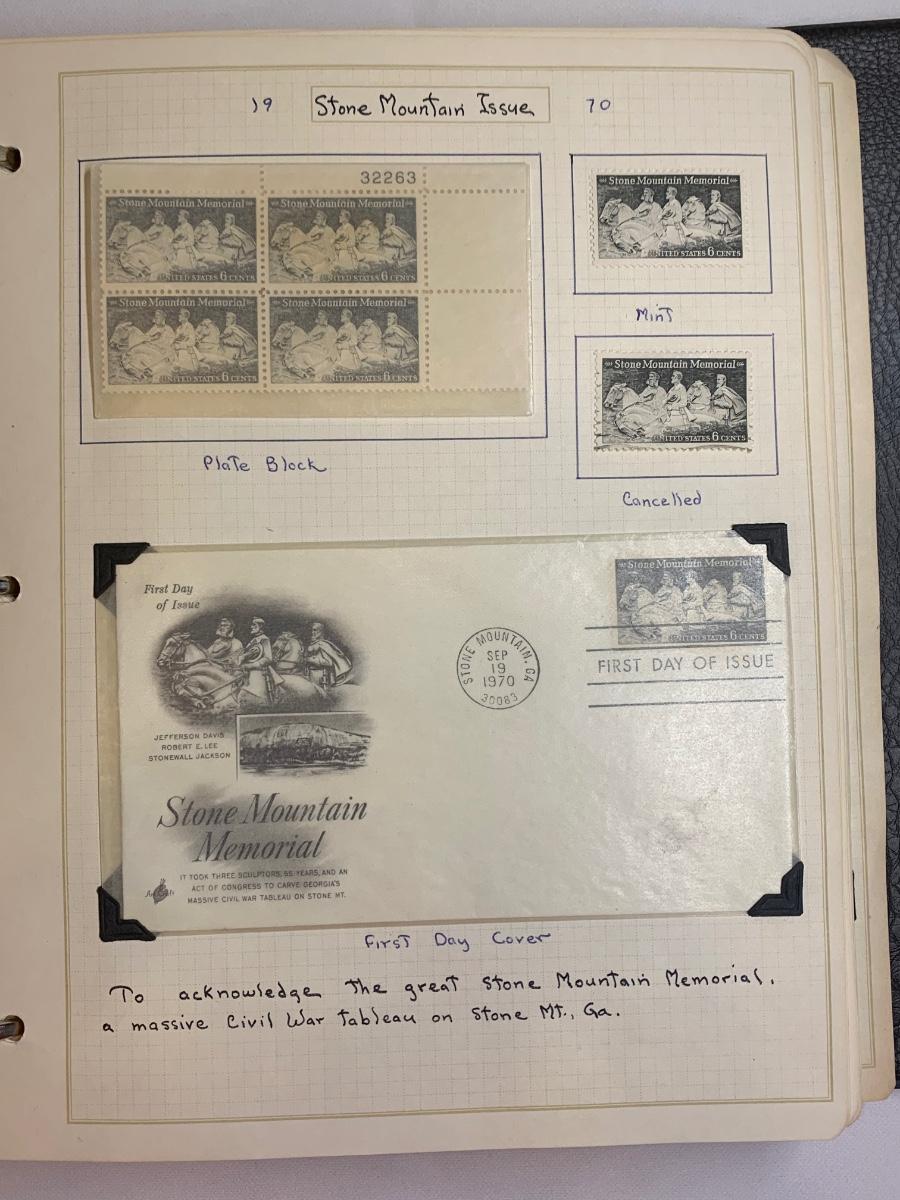 19 Stone Mountain Issue 70
32263
Stone Mountain Memorial Stone Mountain Memorial
UNITED STATES 6 CENTS UNITED STATES 6 CENTS
Stone Mountain Memorial Stone Mountain Memorial
UNITED STATES 6 CENTS UNITED STATES 6 CENTS
Plate Block
Stone Mountain Memorial
UNITED STATES 6 CENTS
Mint
Stone Mountain Memorial
UNITED STATES 6 CENTS
Cancelled
First Day
of Issue
JEFFERSON DAVIS
ROBERT E. LEE
STONEWALL JACKSON
Stone Mountain
Memorial
IT TOOK THREE SCULPTORS, 55 YEARS, AND AN
ACT OF CONGRESS TO CARVE GEORGIA'S
MASSIVE CIVIL WAR TABLEAU ON STONE MT.
STONE MOUNTAIN, GA
SEP
19
1970
30083
Stone Mountain Memorial
UNITED STATES 6 CENTS
FIRST DAY OF ISSUE
First Day Cover
To acknowledge the great Stone Mountain Memorial,
a massive Civil War tableau on Stone Mt., Ga.